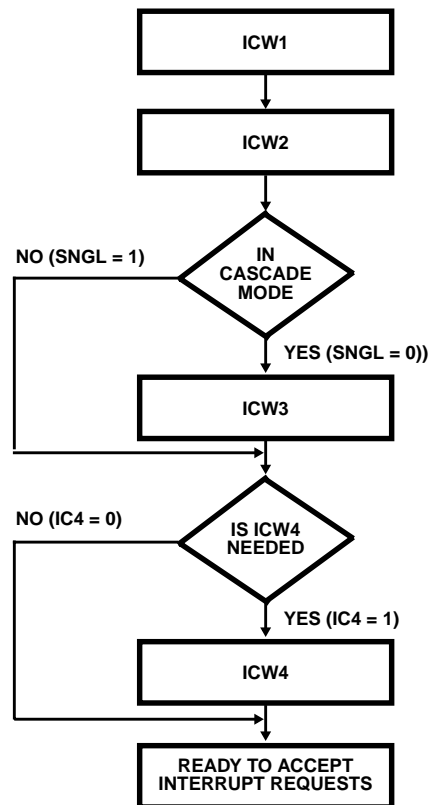 ICW1
ICW2
IN
CASCADE
MODE
NO (SNGL = 1)
YES (SNGL = 0))
ICW3
IS ICW4
NEEDED
NO (IC4 = 0)
YES (IC4 = 1)
ICW4
READY TO ACCEPT
INTERRUPT REQUESTS